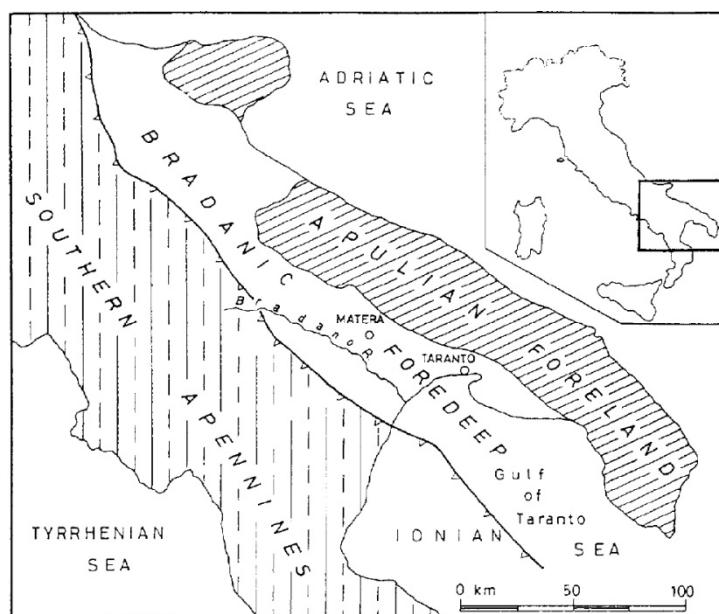 ADRIATIC
SEA
BRADANIC
FOREDEEP
SOUTHERN
APENNINES
APULIAN
FORELAND
Bradano R.
MATERA
TARANTO
Gulf
of
Taranto
TYRRHENIAN
SEA
IONIAN SEA
0 km 50 100